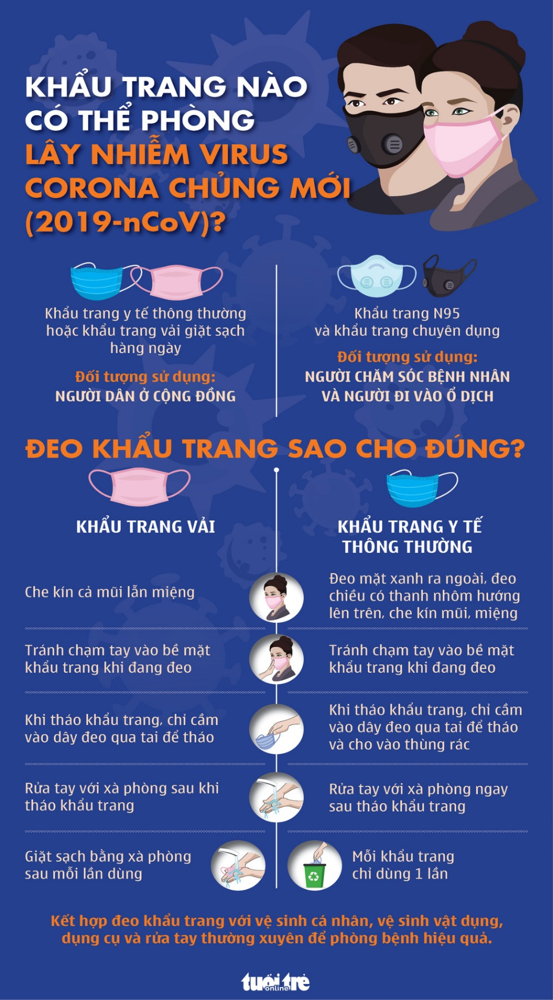 KHẨU TRANG NÀO
CÓ THỂ PHÒNG
LÂY NHIỄM VIRUS
CORONA CHỦNG MỚI
(2019-nCoV)?
Khẩu trang y tế thông thường
hoặc khẩu trang vải giặt sạch
hàng ngày
Đối tượng sử dụng:
NGƯỜI DÂN Ở CỘNG ĐỒNG
Khẩu trang N95
và khẩu trang chuyên dụng
Đối tượng sử dụng:
NGƯỜI CHĂM SÓC BỆNH NHÂN
VÀ NGƯỜI ĐI VÀO Ổ DỊCH
ĐEO KHẨU TRANG SAO CHO ĐÚNG?
KHẨU TRANG VẢI
KHẨU TRANG Y TẾ
THÔNG THƯỜNG
Che kín cả mũi lẫn miệng
Đeo mặt xanh ra ngoài, đeo
chiều có thanh nhôm hướng
lên trên, che kín mũi, miệng
Tránh chạm tay vào bề mặt
khẩu trang khi đang đeo
Tránh chạm tay vào bề mặt
khẩu trang khi đang đeo
Khi tháo khẩu trang, chỉ cầm
vào dây đeo qua tai để tháo
Khi tháo khẩu trang, chỉ cầm
vào dây đeo qua tai để tháo
và cho vào thùng rác
Rửa tay với xà phòng sau khi
tháo khẩu trang
Rửa tay với xà phòng ngay
sau tháo khẩu trang
Giặt sạch bằng xà phòng
sau mỗi lần dùng
Mỗi khẩu trang
chỉ dùng 1 lần
Kết hợp đeo khẩu trang với vệ sinh cá nhân, vệ sinh vật dụng,
dụng cụ và rửa tay thường xuyên để phòng bệnh hiệu quả.
tuổi trẻ
online